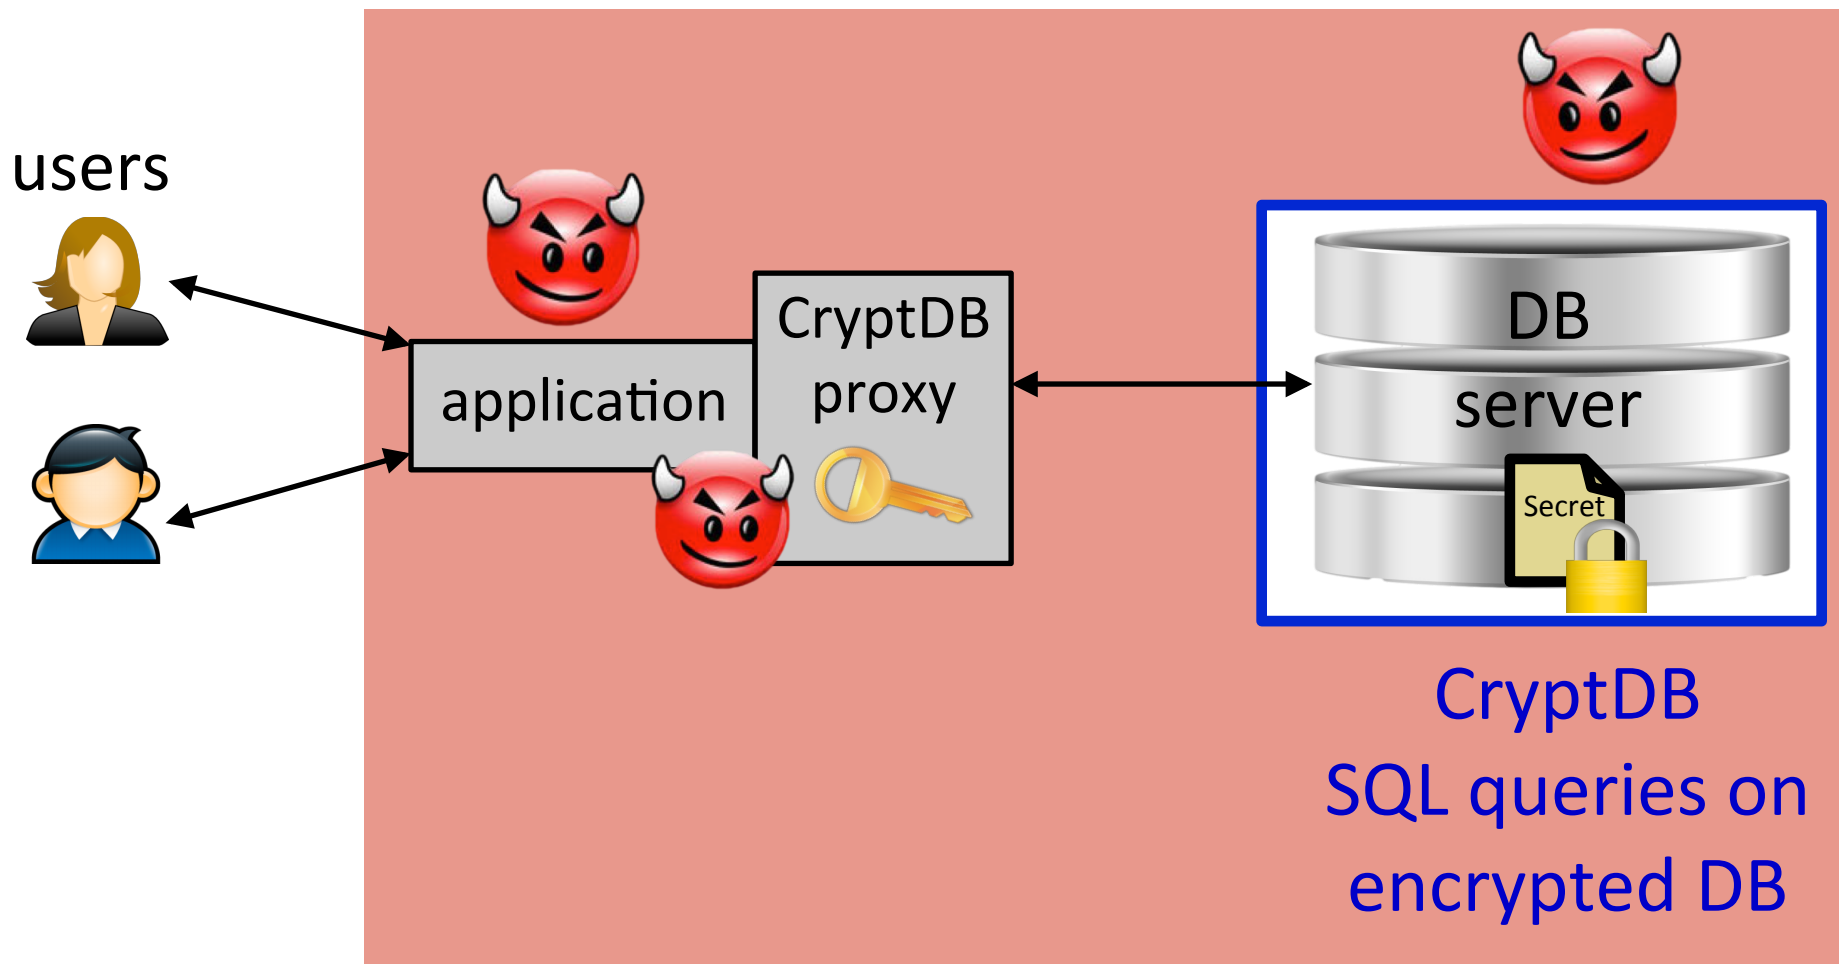 users
application
CryptDB
proxy
DB
server
Secret
CryptDB
SQL queries on
encrypted DB